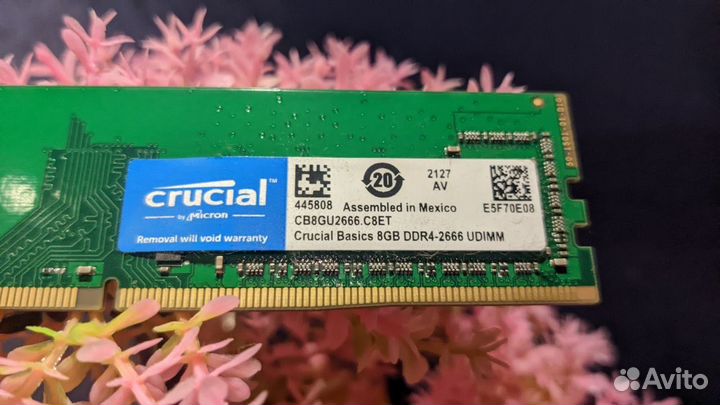 crucial™
by Micron
Removal will void warranty
445808
20
2127
AV
E5F70E08
Assembled in Mexico
CB8GU2666.C8ET
Crucial Basics 8GB DDR4-2666 UDIMM
Avito